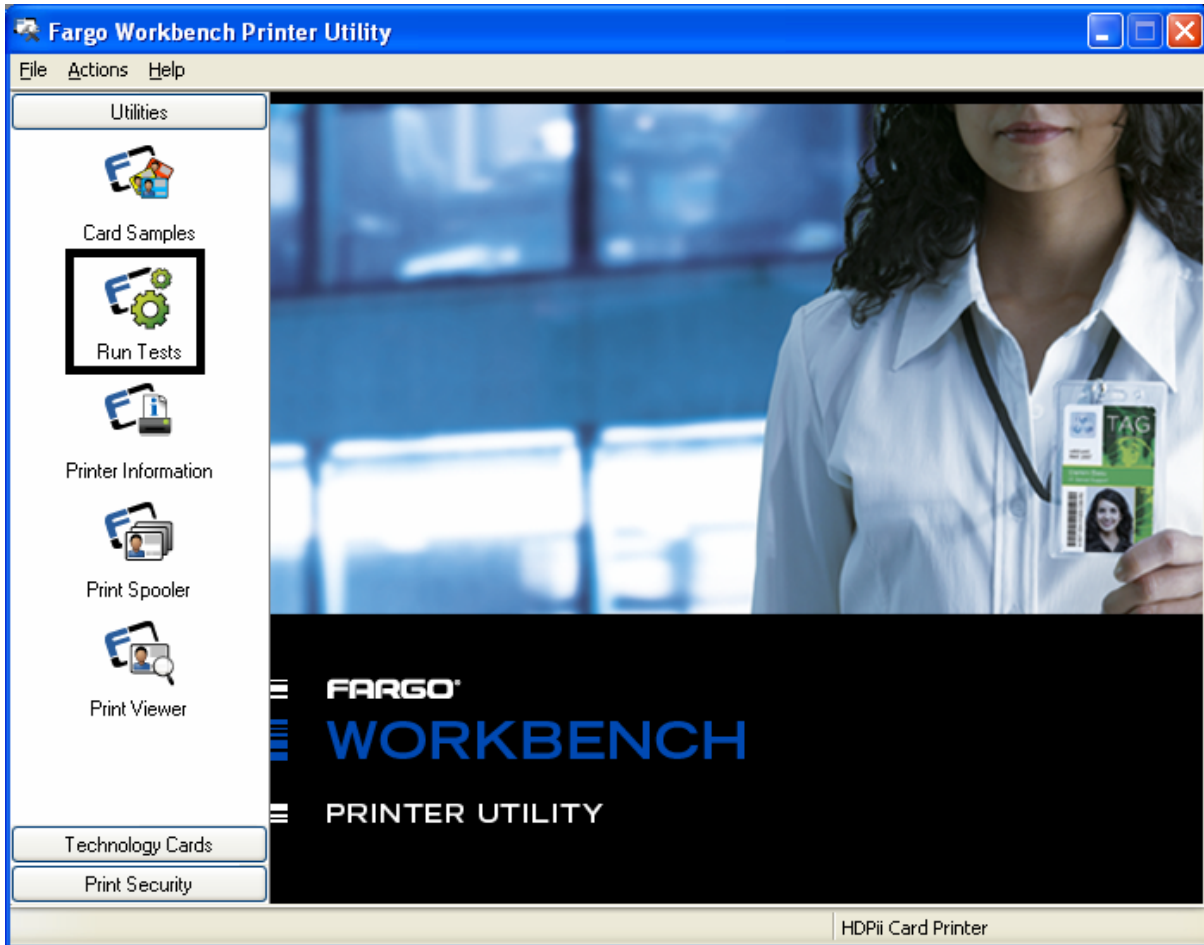 Fargo Workbench Printer Utility
File Actions Help
Utilities
Card Samples
Run Tests
Printer Information
Print Spooler
Print Viewer
Technology Cards
Print Security
TAG
FARGO®
WORKBENCH
PRINTER UTILITY
HDPii Card Printer